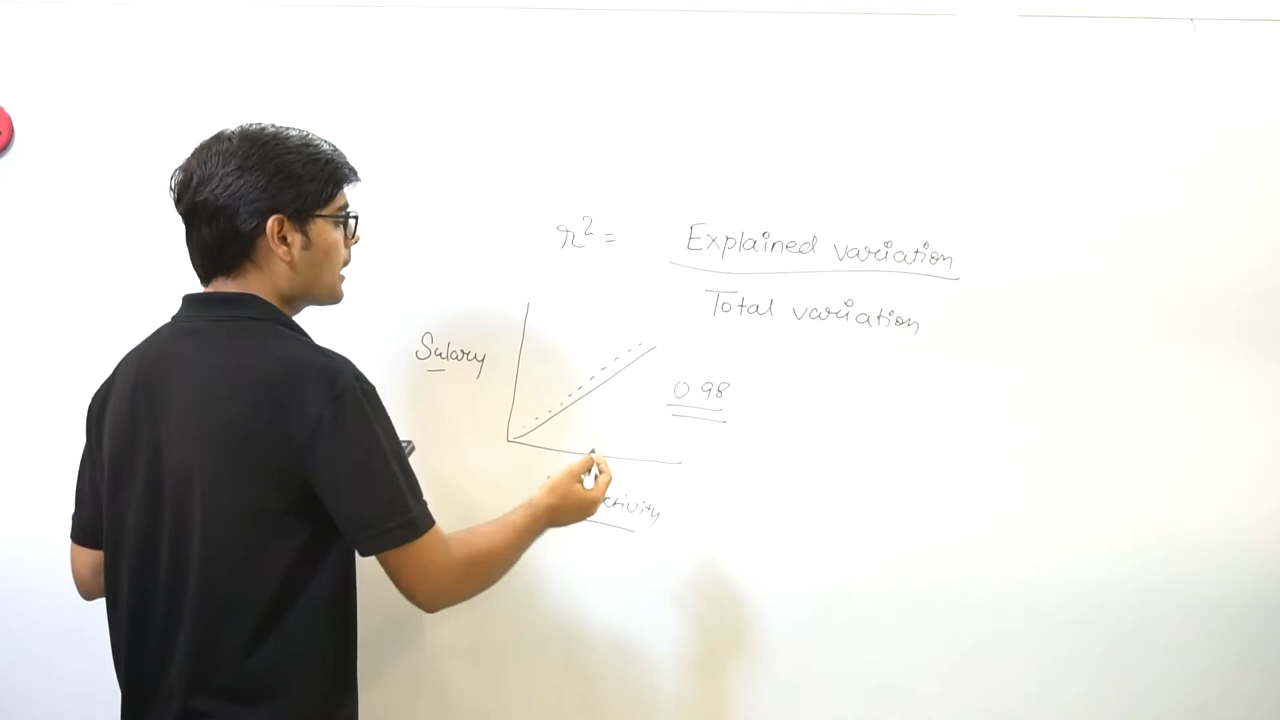 r² = Explained variation
Total variation
Salary
0.98